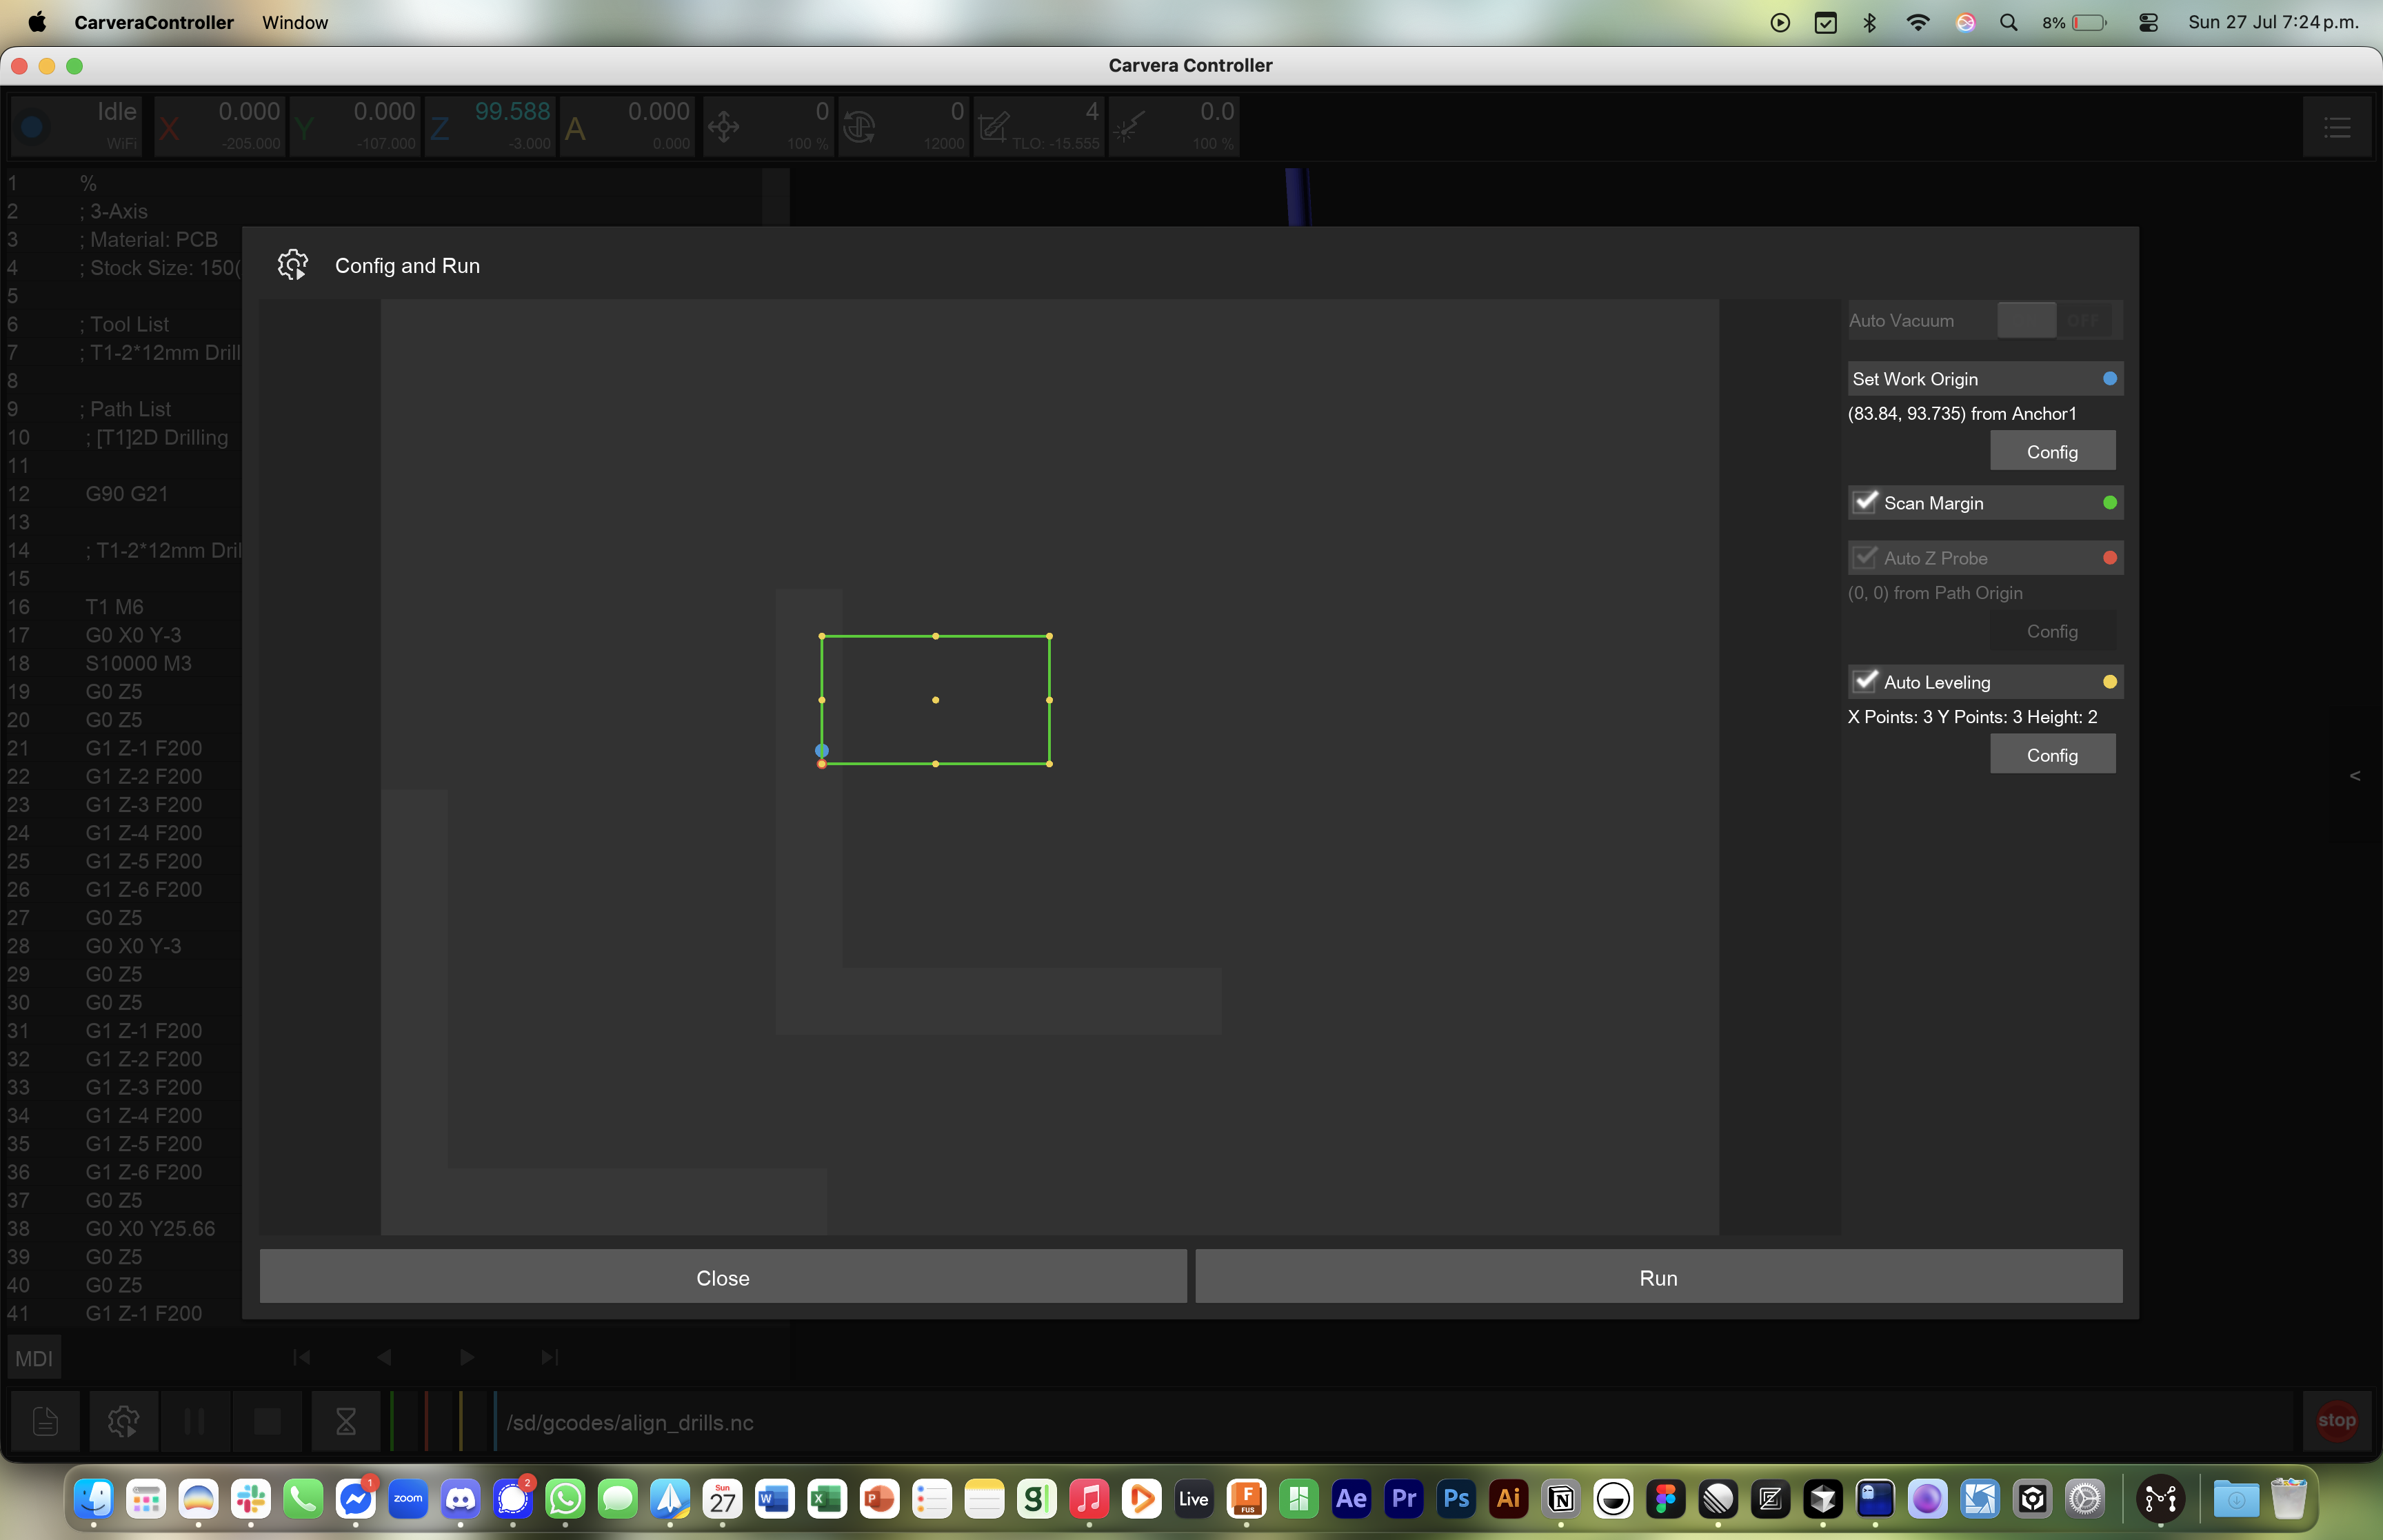 CarveraController Window 8% Sun 27 Jul 7:24 p.m.
Carvera Controller
Idle X 0.000 Y 0.000 Z 99.588 A 0.000 0 0 4 0.0
WiFi -205.000 -107.000 -3.000 0.000 100 % 12000 TLO: -15.555 100 %
1 %
2 ; 3-Axis
3 ; Material: PCB
4 ; Stock Size: 150(
5
6 ; Tool List
7 ; T1-2*12mm Drill
8
9 ; Path List
10 ; [T1]2D Drilling
11
12 G90 G21
13
14 ; T1-2*12mm Dril
15
16 T1 M6
17 G0 X0 Y-3
18 S10000 M3
19 G0 Z5
20 G0 Z5
21 G1 Z-1 F200
22 G1 Z-2 F200
23 G1 Z-3 F200
24 G1 Z-4 F200
25 G1 Z-5 F200
26 G1 Z-6 F200
27 G0 Z5
28 G0 X0 Y-3
29 G0 Z5
30 G0 Z5
31 G1 Z-1 F200
32 G1 Z-2 F200
33 G1 Z-3 F200
34 G1 Z-4 F200
35 G1 Z-5 F200
36 G1 Z-6 F200
37 G0 Z5
38 G0 X0 Y25.66
39 G0 Z5
40 G0 Z5
41 G1 Z-1 F200
Config and Run
Auto Vacuum OFF
Set Work Origin
(83.84, 93.735) from Anchor1
Config
Scan Margin
Auto Z Probe
(0, 0) from Path Origin
Config
Auto Leveling
X Points: 3 Y Points: 3 Height: 2
Config
<
Close Run
MDI
/sd/gcodes/align_drills.nc stop
1 zoom 2 Sun 27 W X P g Live F FUS Ae Pr Ps Ai N